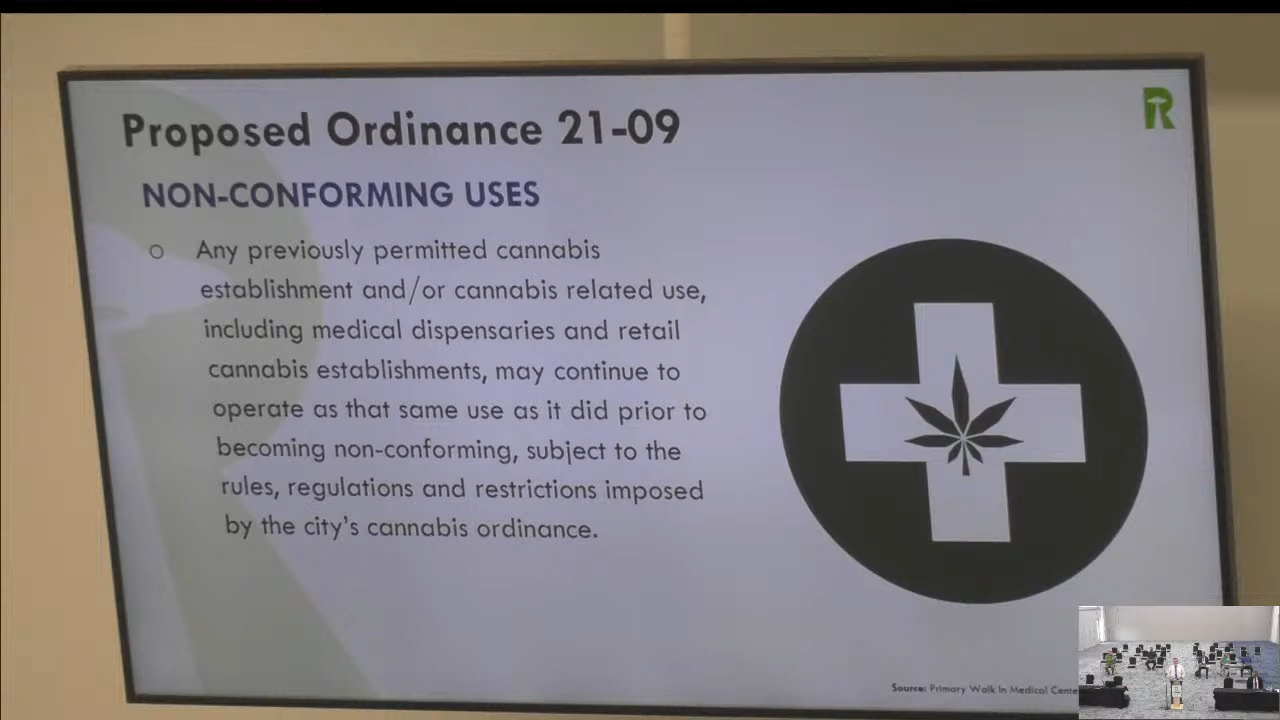 Proposed Ordinance 21-09
R
NON-CONFORMING USES
o Any previously permitted cannabis
establishment and/or cannabis related use,
including medical dispensaries and retail
cannabis establishments, may continue to
operate as that same use as it did prior to
becoming non-conforming, subject to the
rules, regulations and restrictions imposed
by the city's cannabis ordinance.
Source: Primary Walk In Medical Cente